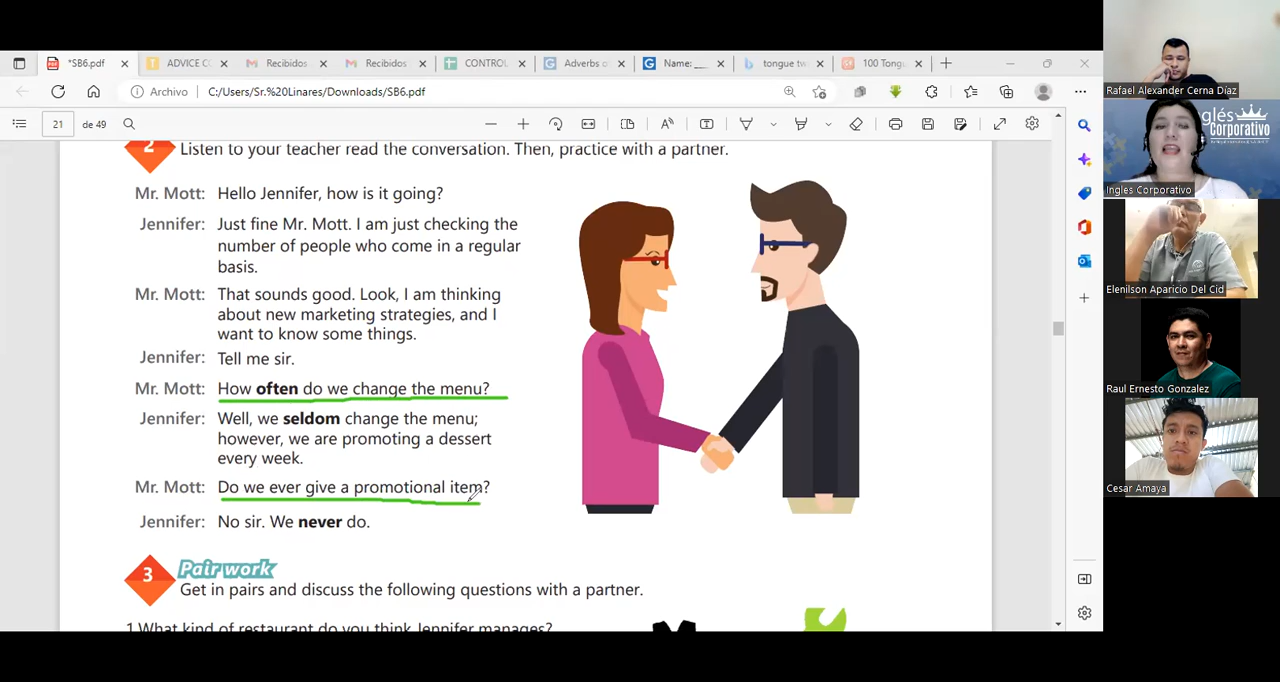 *SB6.pdf
ADVICE CO
Recibidos
Recibidos
CONTROL
Adverbs o
Name: ___
tongue tw
100 Tongu
Archivo
C:/Users/Sr.%20Linares/Downloads/SB6.pdf
21
de 49
2
Listen to your teacher read the conversation. Then, practice with a partner.
Mr. Mott: Hello Jennifer, how is it going?
Jennifer: Just fine Mr. Mott. I am just checking the
number of people who come in a regular
basis.
Mr. Mott: That sounds good. Look, I am thinking
about new marketing strategies, and I
want to know some things.
Jennifer: Tell me sir.
Mr. Mott: How often do we change the menu?
Jennifer: Well, we seldom change the menu;
however, we are promoting a dessert
every week.
Mr. Mott: Do we ever give a promotional item?
Jennifer: No sir. We never do.
3
Pair work
Get in pairs and discuss the following questions with a partner.
1.What kind of restaurant do you think Jennifer manages?
Rafael Alexander Cerna Díaz
glés
Corporativo
Ingles Corporativo
Elenilson Aparicio Del Cid
Raul Ernesto Gonzalez
Cesar Amaya